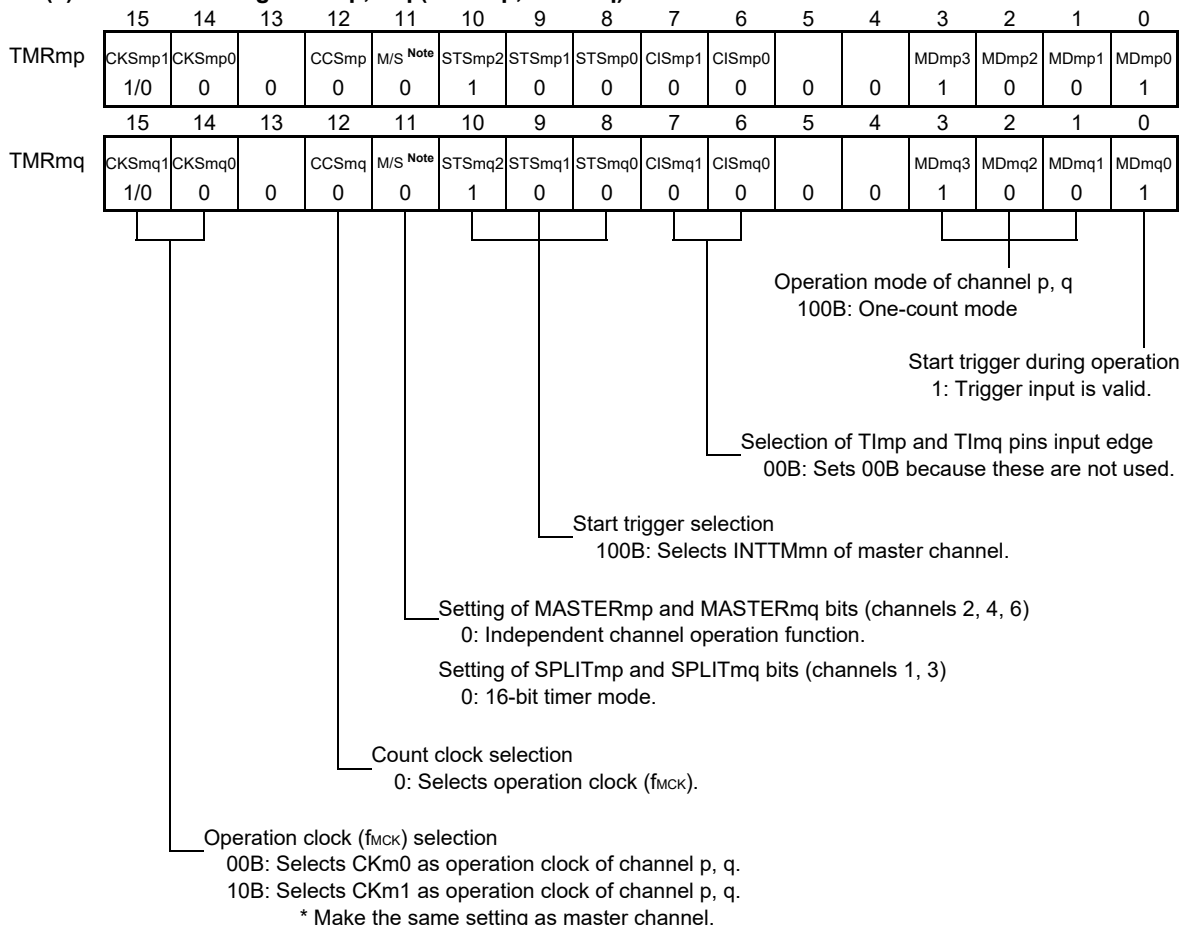 15 14 13 12 11 10 9 8 7 6 5 4 3 2 1 0
TMRmp CKSmp1 CKSmp0 CCSmp M/S Note STSmp2 STSmp1 STSmp0 CISmp1 CISmp0 MDmp3 MDmp2 MDmp1 MDmp0
1/0 0 0 0 0 1 0 0 0 0 0 0 1 0 0 1
15 14 13 12 11 10 9 8 7 6 5 4 3 2 1 0
TMRmq CKSmq1 CKSmq0 CCSmq M/S Note STSmq2 STSmq1 STSmq0 CISmq1 CISmq0 MDmq3 MDmq2 MDmq1 MDmq0
1/0 0 0 0 0 1 0 0 0 0 0 0 1 0 0 1
Operation mode of channel p, q
100B: One-count mode
Start trigger during operation
1: Trigger input is valid.
Selection of TImp and TImq pins input edge
00B: Sets 00B because these are not used.
Start trigger selection
100B: Selects INTTMmn of master channel.
Setting of MASTERmp and MASTERmq bits (channels 2, 4, 6)
0: Independent channel operation function.
Setting of SPLITmp and SPLITmq bits (channels 1, 3)
0: 16-bit timer mode.
Count clock selection
0: Selects operation clock (fMCK).
Operation clock (fMCK) selection
00B: Selects CKm0 as operation clock of channel p, q.
10B: Selects CKm1 as operation clock of channel p, q.
* Make the same setting as master channel.